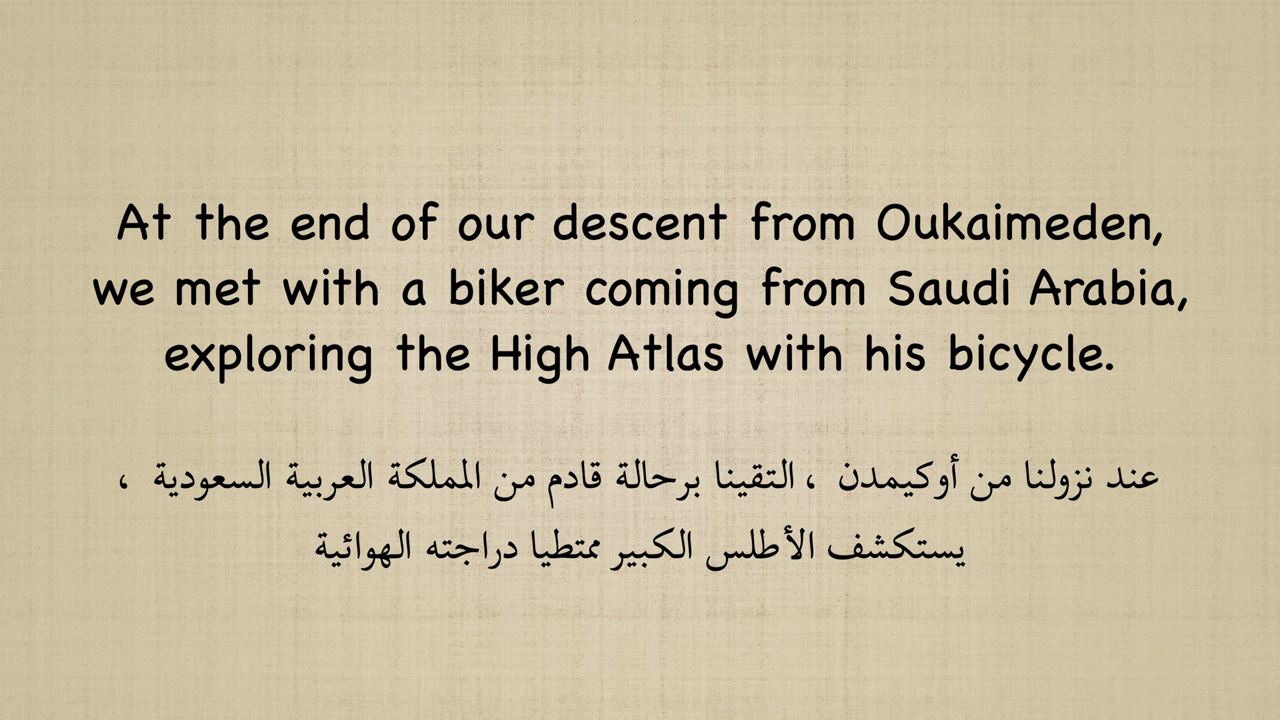 At the end of our descent from Oukaimeden,
we met with a biker coming from Saudi Arabia,
exploring the High Atlas with his bicycle.
عند نزولنا من أوكيمدن ، التقينا برحالة قادم من المملكة العربية السعودية ،
يستكشف الأطلس الكبير ممتطيا دراجته الهوائية